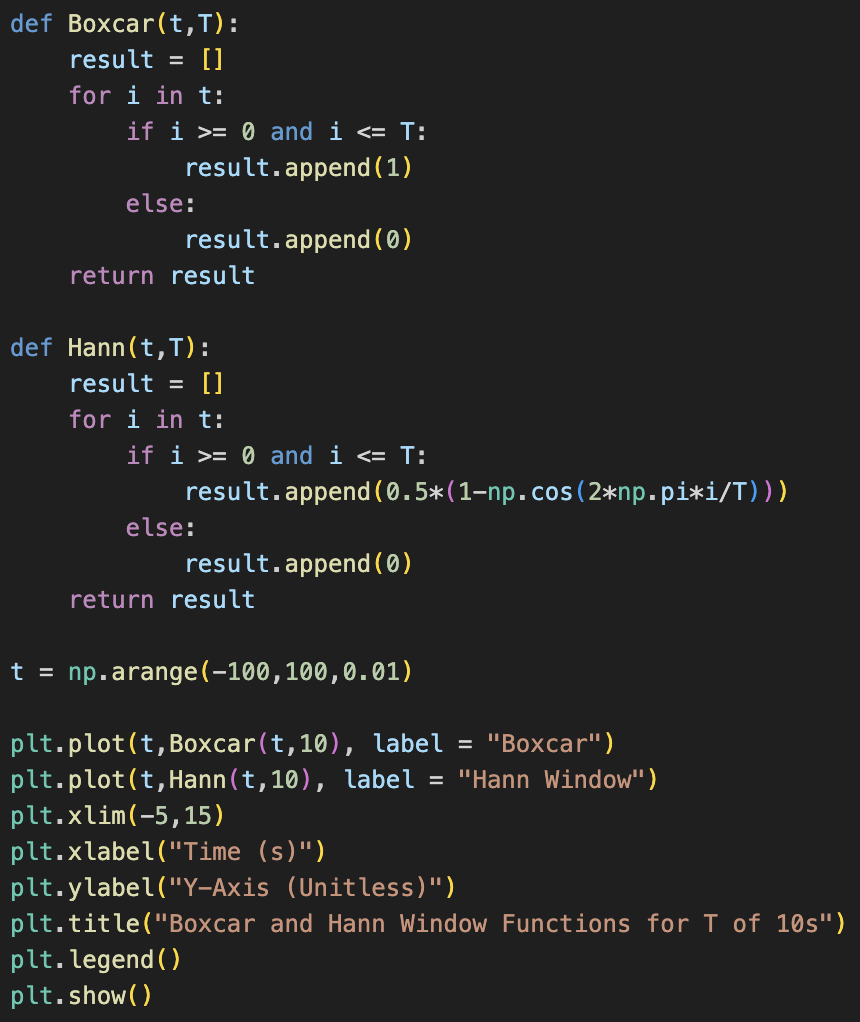 def Boxcar(t,T):
    result = []
    for i in t:
        if i >= 0 and i <= T:
            result.append(1)
        else:
            result.append(0)
    return result

def Hann(t,T):
    result = []
    for i in t:
        if i >= 0 and i <= T:
            result.append(0.5*(1-np.cos(2*np.pi*i/T)))
        else:
            result.append(0)
    return result

t = np.arange(-100,100,0.01)

plt.plot(t,Boxcar(t,10), label = "Boxcar")
plt.plot(t,Hann(t,10), label = "Hann Window")
plt.xlim(-5,15)
plt.xlabel("Time (s)")
plt.ylabel("Y-Axis (Unitless)")
plt.title("Boxcar and Hann Window Functions for T of 10s")
plt.legend()
plt.show()